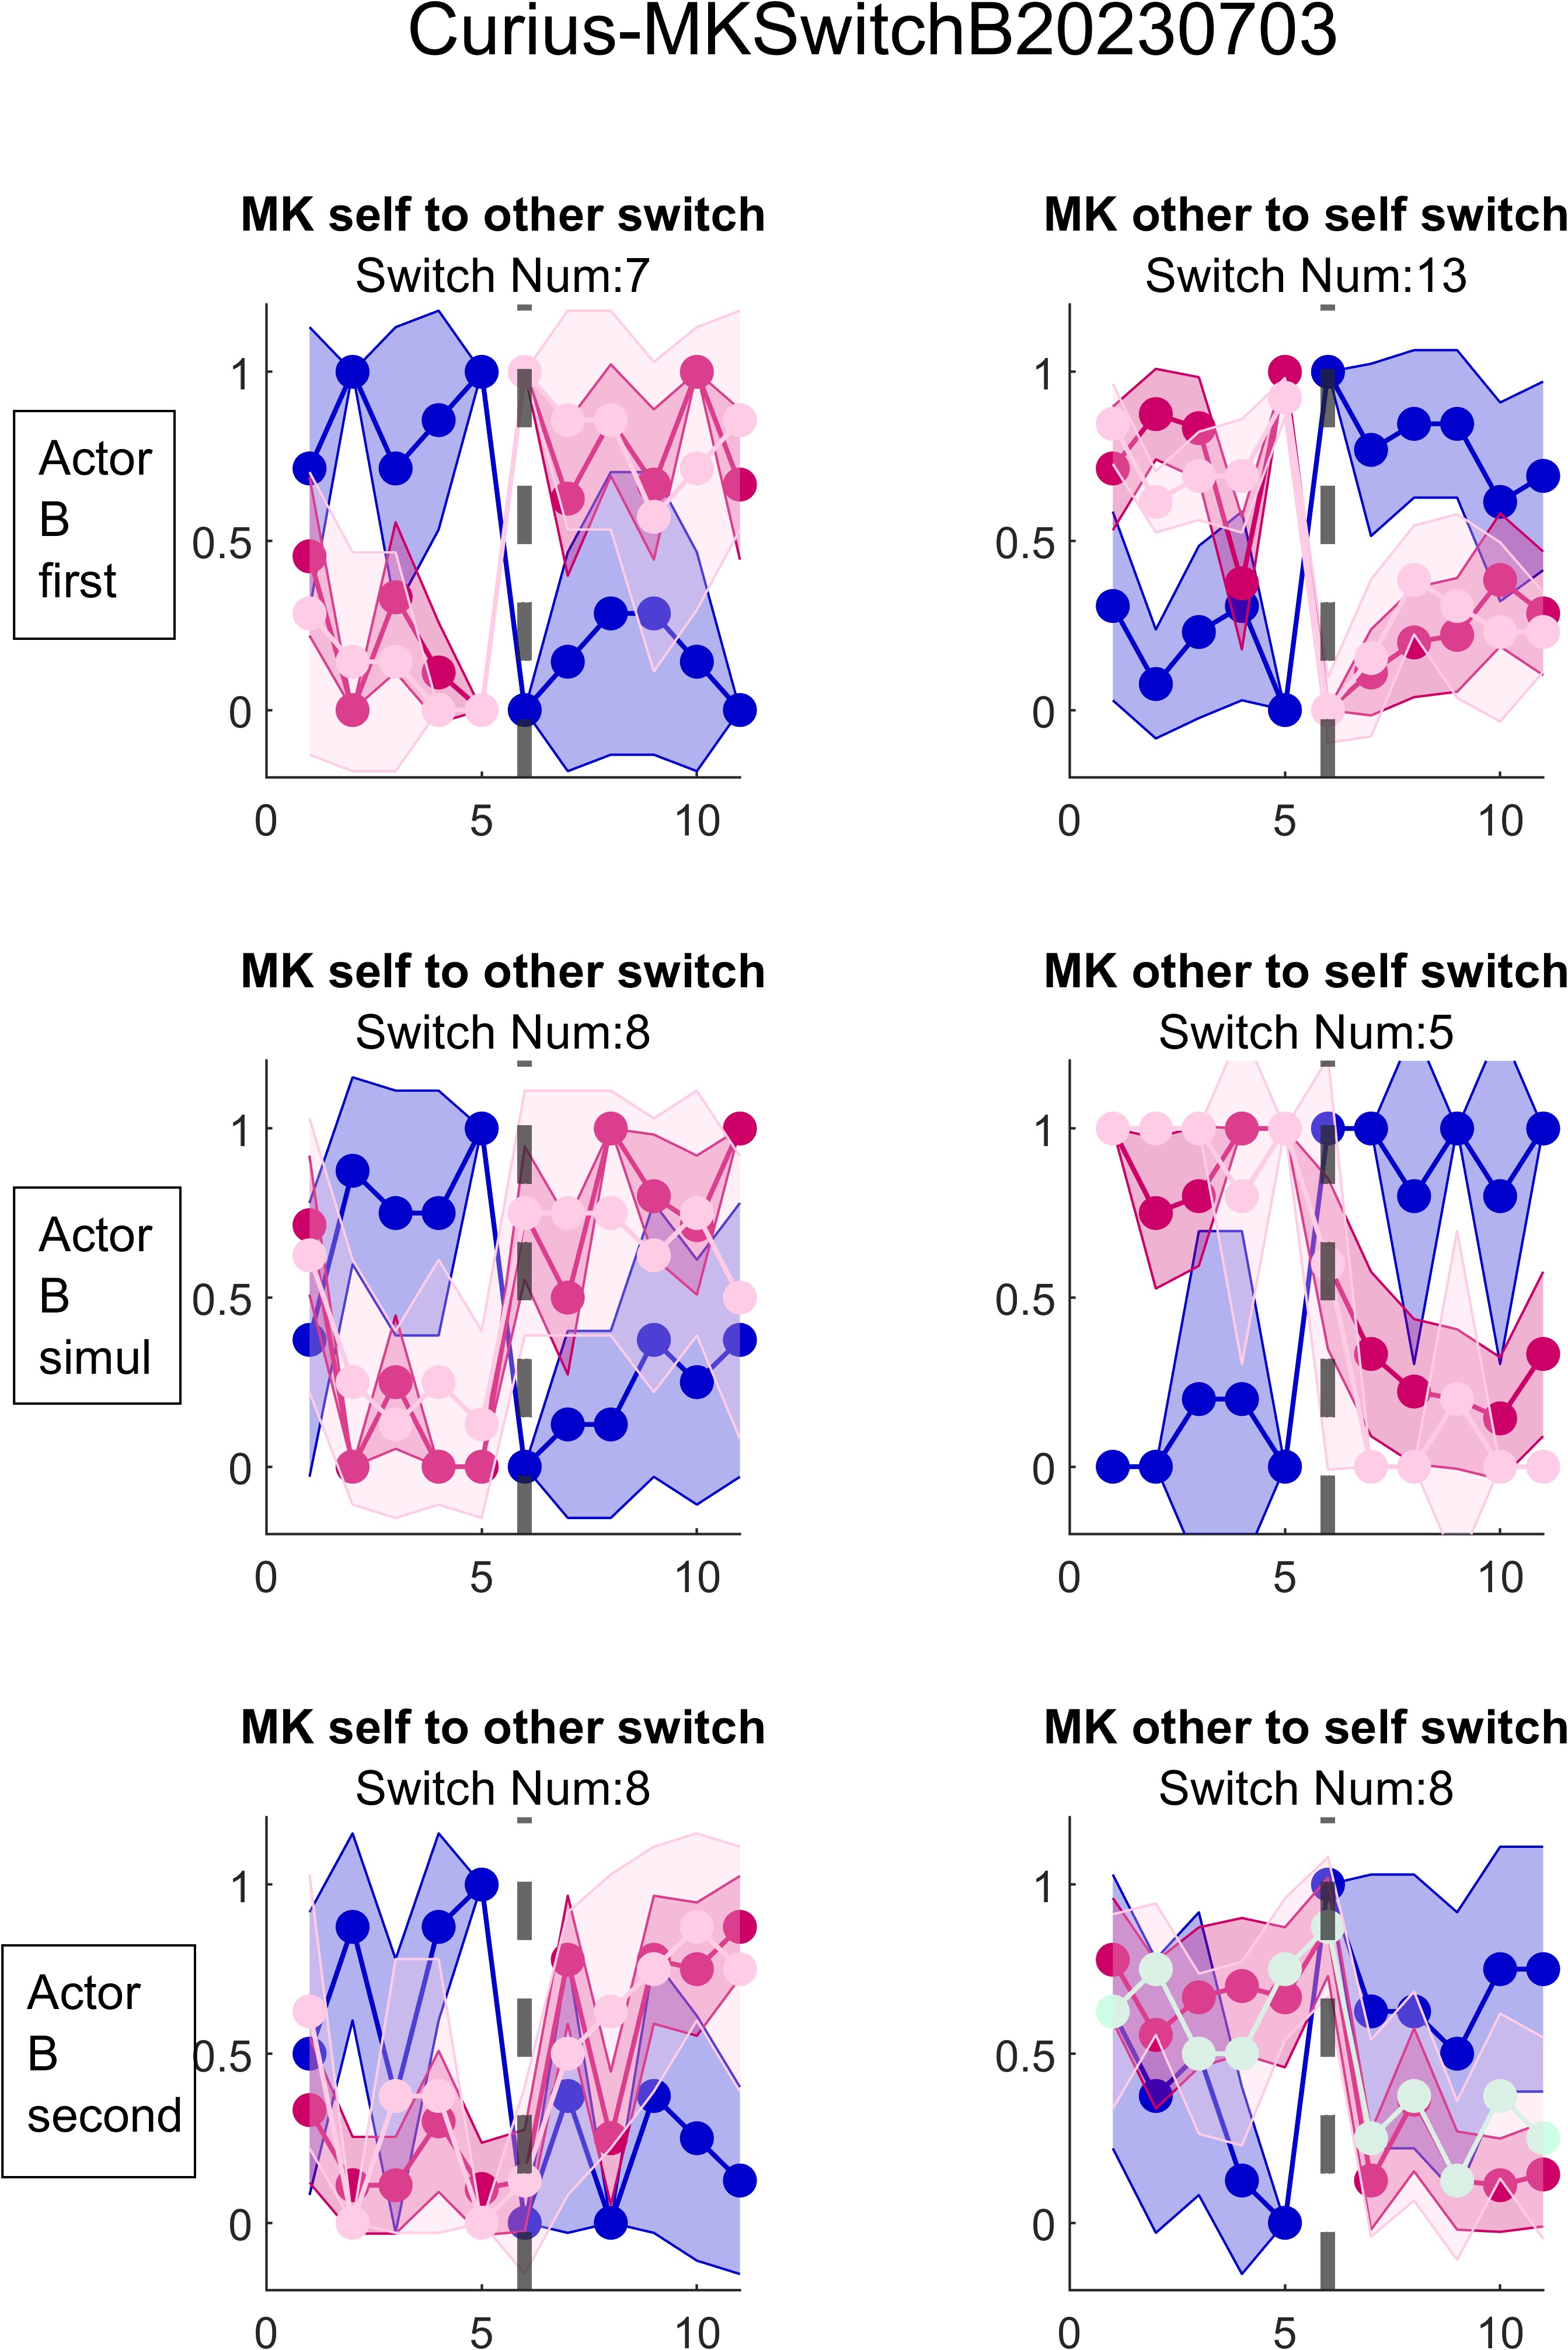 Curius-MKSwitchB20230703
MK self to other switch
Switch Num:7
MK other to self switch
Switch Num:13
Actor
B
first
1
0.5
0
0
5
10
1
0.5
0
0
5
10
MK self to other switch
Switch Num:8
MK other to self switch
Switch Num:5
Actor
B
simul
1
0.5
0
0
5
10
1
0.5
0
0
5
10
MK self to other switch
Switch Num:8
MK other to self switch
Switch Num:8
Actor
B
second
1
0.5
0
0
5
10
1
0.5
0
0
5
10